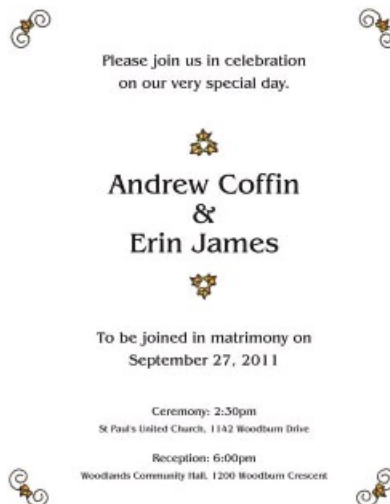 Please join us in celebration
on our very special day.
Andrew Coffin
&
Erin James
To be joined in matrimony on
September 27, 2011
Ceremony: 2:30pm
St Paul's United Church, 1142 Woodburn Drive
Reception: 6:00pm
Woodlands Community Hall, 1200 Woodburn Crescent